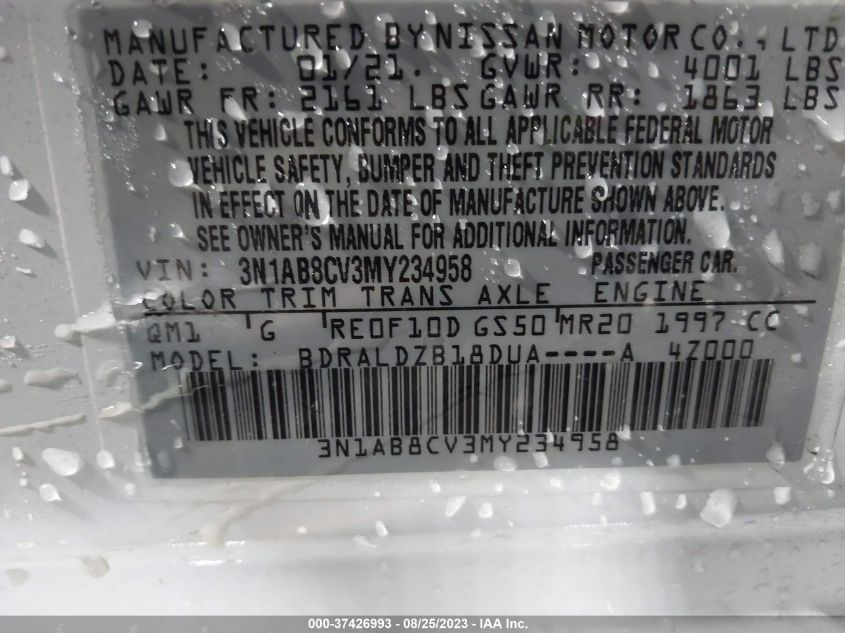 MANUFACTURED BY NISSAN MOTOR CO., LTD
DATE: 01/21. GVWR: 4001 LBS
GAWR FR: 2161 LBS GAWR RR: 1863 LBS
THIS VEHICLE CONFORMS TO ALL APPLICABLE FEDERAL MOTOR
VEHICLE SAFETY, BUMPER AND THEFT PREVENTION STANDARDS
IN EFFECT ON THE DATE OF MANUFACTURE SHOWN ABOVE.
SEE OWNER'S MANUAL FOR ADDITIONAL INFORMATION.
VIN: 3N1AB8CV3MY234958 PASSENGER CAR.
COLOR TRIM TRANS AXLE ENGINE
QM1 G RE0F10D GS50 MR20 1997 CC
MODEL: BDRALDZB18DUA----A 4Z000
3N1AB8CV3MY234958
000-37426993 - 08/25/2023 - IAA Inc.